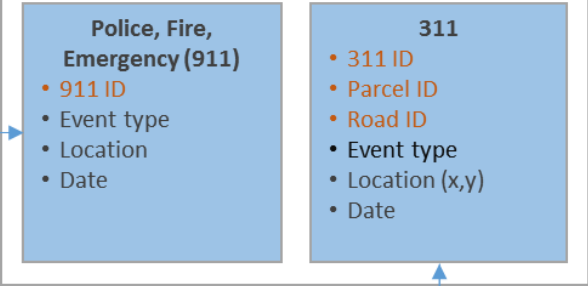 Police, Fire,
Emergency (911)
• 911 ID
• Event type
• Location
• Date
311
• 311 ID
• Parcel ID
• Road ID
• Event type
• Location (x,y)
• Date